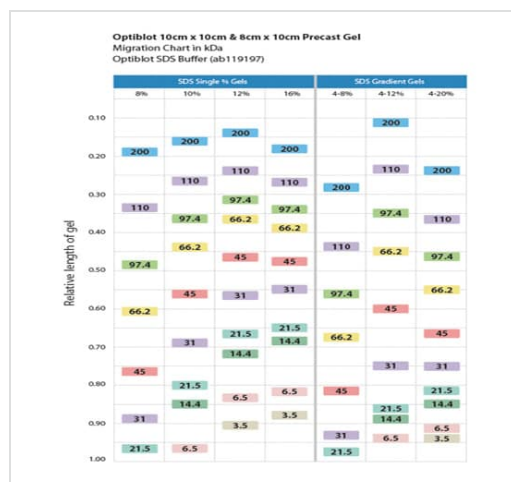 Optiblot 10cm x 10cm & 8cm x 10cm Precast Gel
Migration Chart in kDa
Optiblot SDS Buffer (ab119197)
SDS Single % Gels SDS Gradient Gels
8% 10% 12% 16% 4-8% 4-12% 4-20%
Relative length of gel
0.10
200
200
200
200 200
0.20
200
110 110
110 110
200
0.30
97.4
110 97.4 97.4
97.4 66.2 110
66.2
0.40
66.2 110 66.2
45 45 97.4
97.4
0.50
31
45 31 97.4 66.2
0.60
66.2 45
21.5
21.5 45
31 14.4 66.2
0.70
14.4
31 31
45
0.80
21.5 6.5 45 21.5
14.4 6.5 21.5 14.4
31 3.5 14.4
0.90
3.5 6.5
31 6.5 3.5
21.5 6.5 21.5
1.00